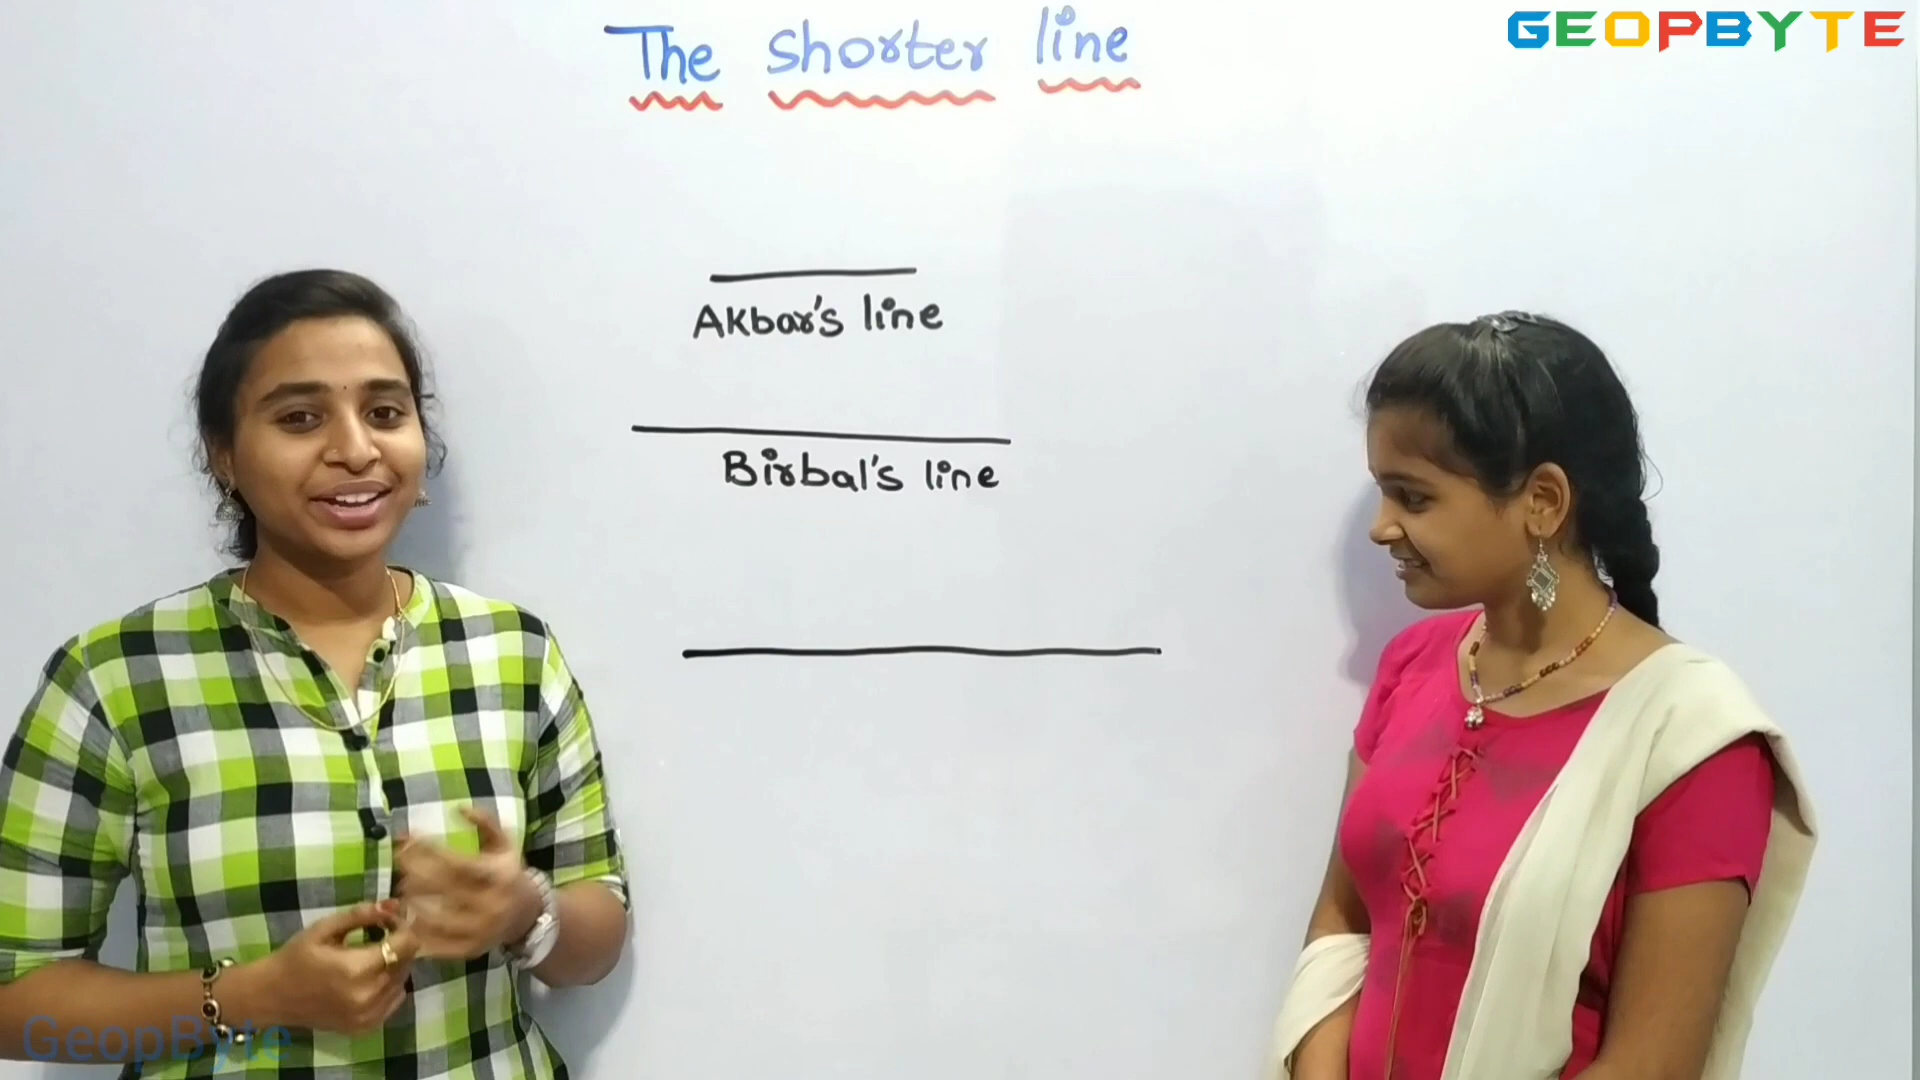 The shorter line
GEOPBYTE
Akbar's line
Birbal's line
GeopByte